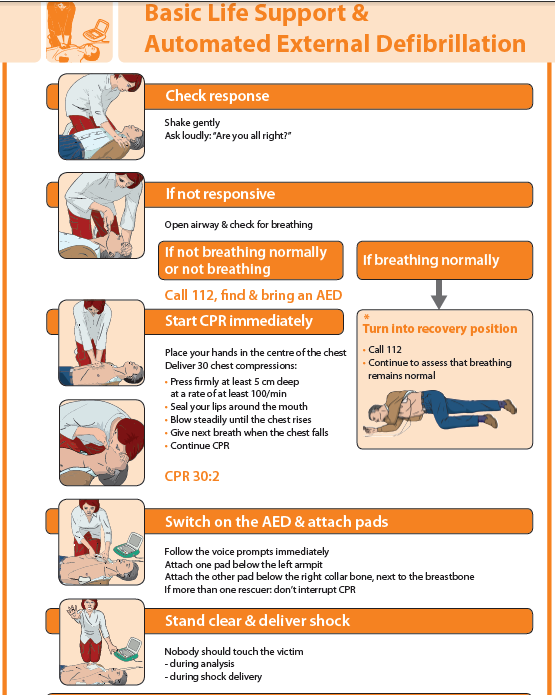 Basic Life Support &
Automated External Defibrillation
Check response
Shake gently
Ask loudly: “Are you all right?”
If not responsive
Open airway & check for breathing
If not breathing normally
or not breathing
If breathing normally
Call 112, find & bring an AED
Start CPR immediately
Place your hands in the centre of the chest
Deliver 30 chest compressions:
• Press firmly at least 5 cm deep
at a rate of at least 100/min
• Seal your lips around the mouth
• Blow steadily until the chest rises
• Give next breath when the chest falls
• Continue CPR
CPR 30:2
*
Turn into recovery position
• Call 112
• Continue to assess that breathing
remains normal
Switch on the AED & attach pads
Follow the voice prompts immediately
Attach one pad below the left armpit
Attach the other pad below the right collar bone, next to the breastbone
If more than one rescuer: don’t interrupt CPR
Stand clear & deliver shock
Nobody should touch the victim
- during analysis
- during shock delivery